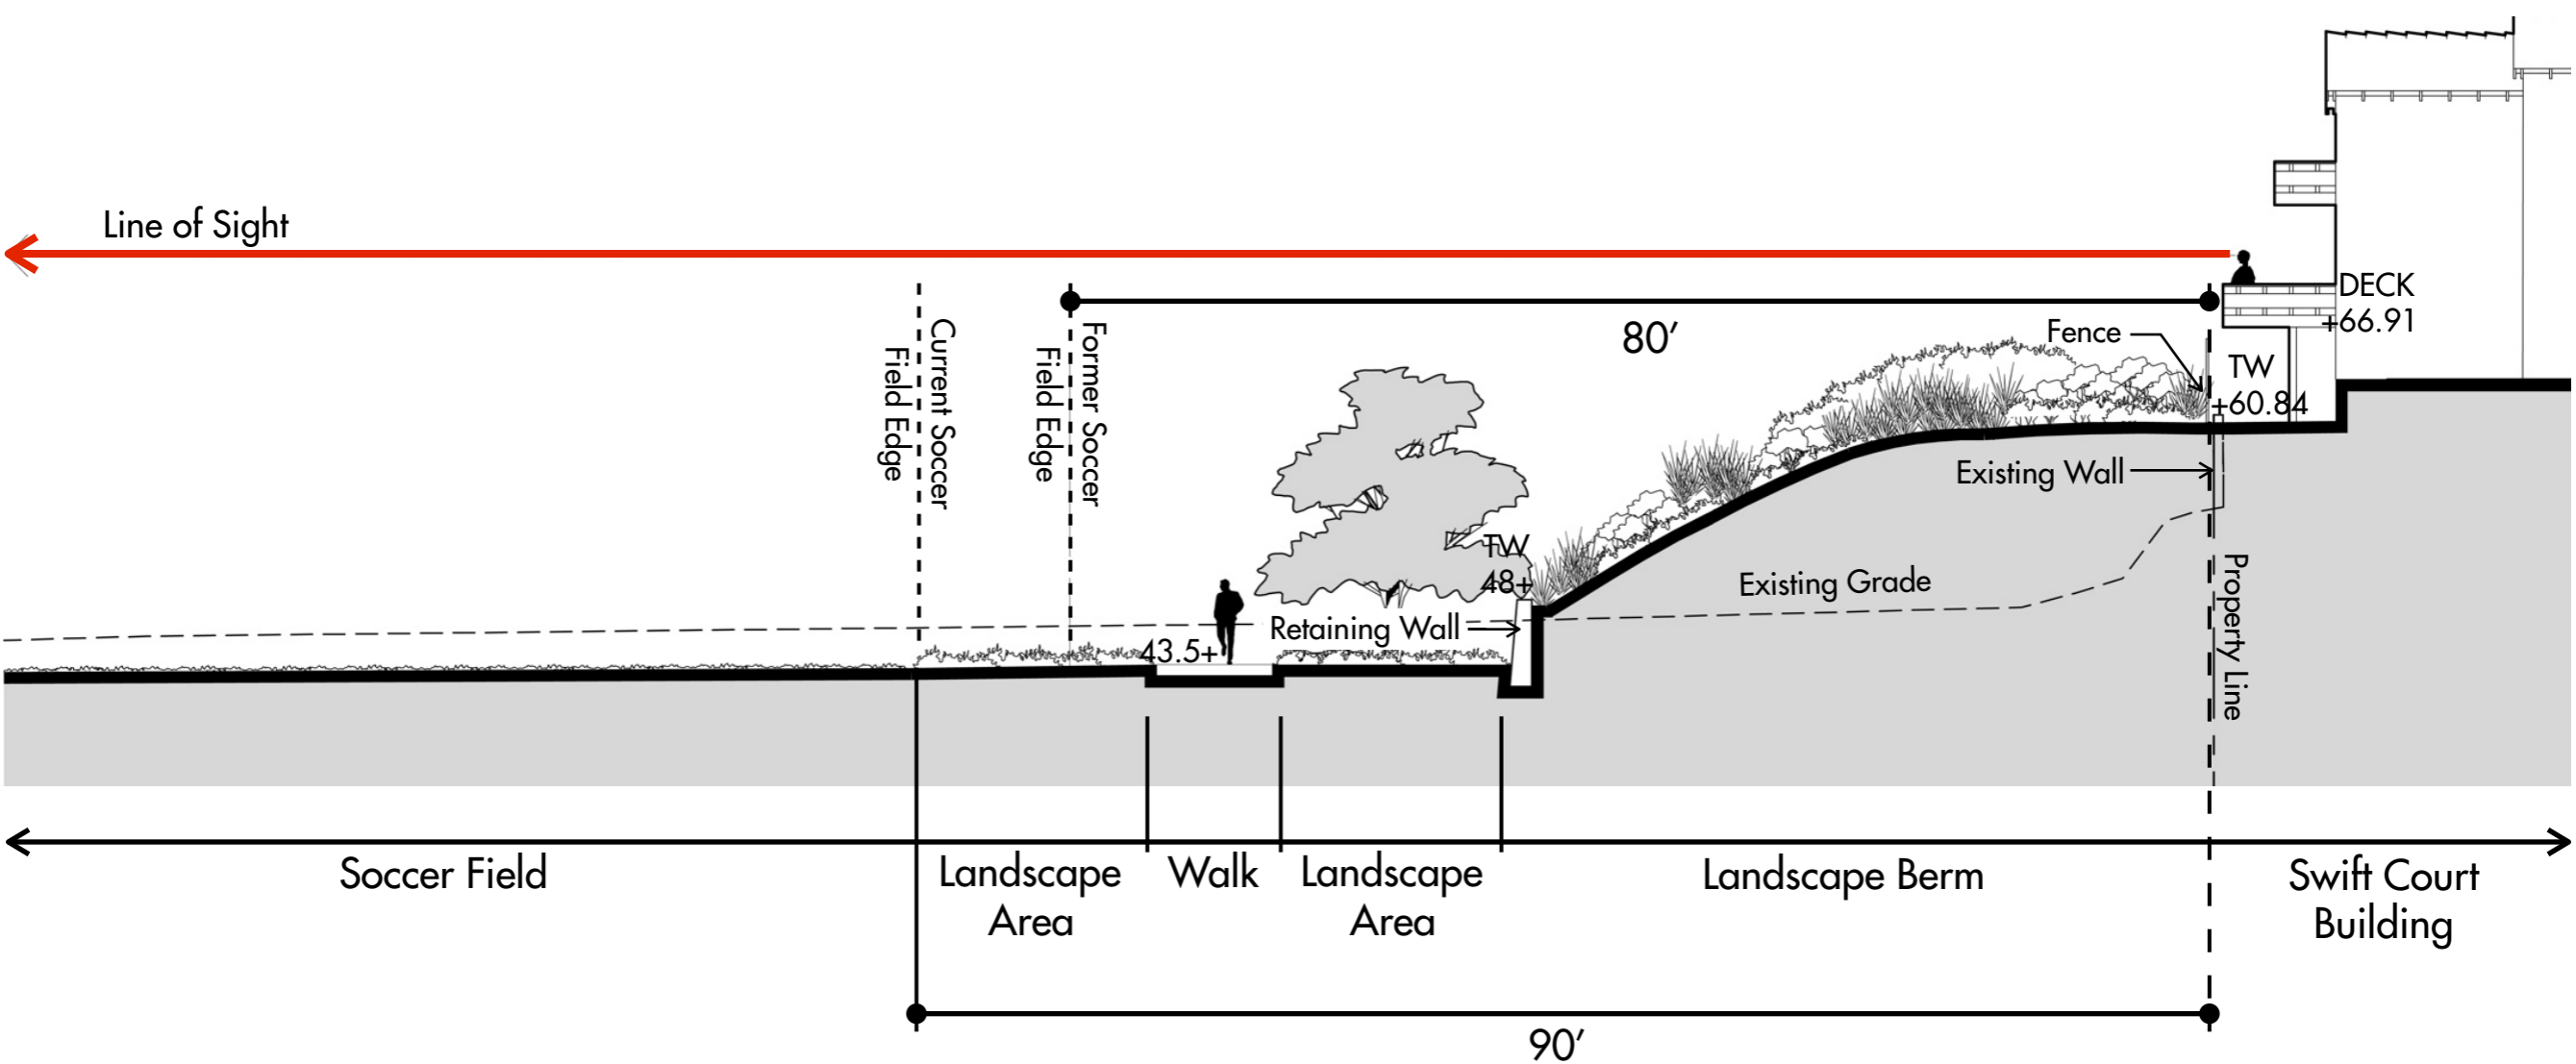 Line of Sight
DECK
+66.91
80'
Fence
Current Soccer
Field Edge
Former Soccer
Field Edge
TW
+60.84
Existing Wall
TW
48+
Existing Grade
Property Line
Retaining Wall
43.5+
Soccer Field
Landscape
Area
Walk
Landscape
Area
Landscape Berm
Swift Court
Building
90'